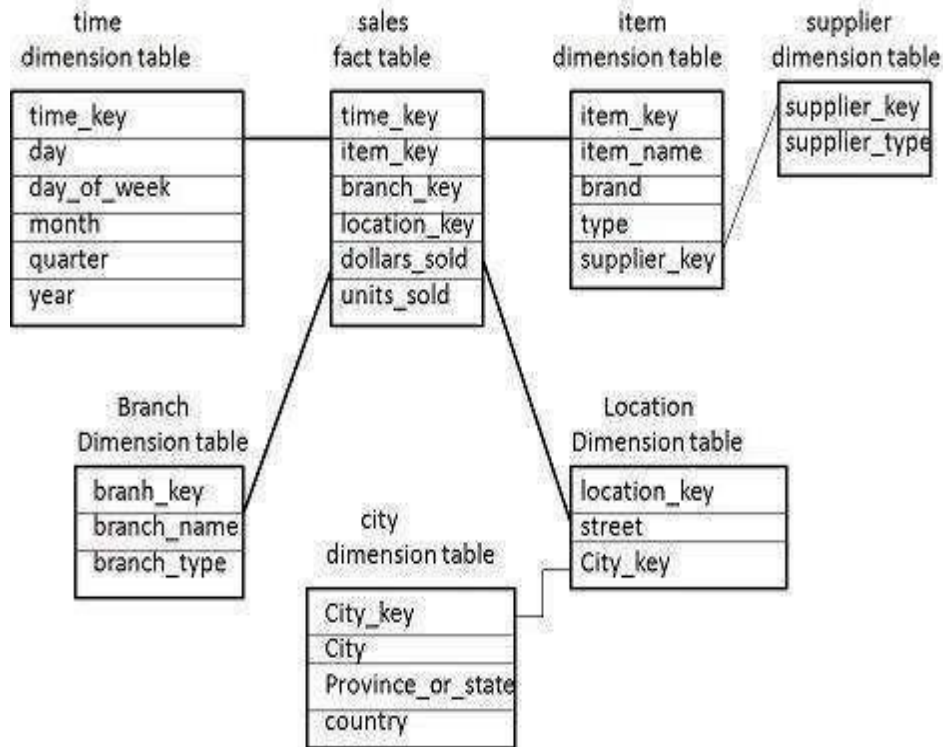 time
dimension table
time_key
day
day_of_week
month
quarter
year
sales
fact table
time_key
item_key
branch_key
location_key
dollars_sold
units_sold
item
dimension table
item_key
item_name
brand
type
supplier_key
supplier
dimension table
supplier_key
supplier_type
Branch
Dimension table
branh_key
branch_name
branch_type
city
dimension table
City_key
City
Province_or_state
country
Location
Dimension table
location_key
street
City_key